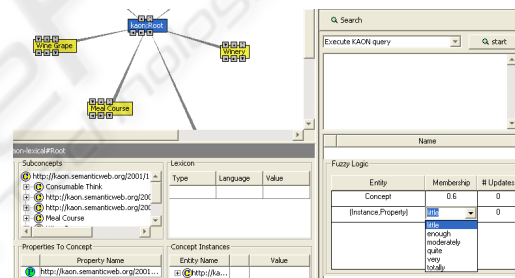 kaon:Root
Wine Grape
Winery
Meal Course
Search
Execute KAON query
start
Name
on-lexical#Root
Subconcepts
http://kaon.semanticweb.org/2001/1
Consumable Think
http://kaon.semanticweb.org/200
http://kaon.semanticweb.org/200
Meal Course
Lexicon
Type Language Value
Fuzzy Logic
Entity Membership # Updates
Concept 0.6 0
(Instance,Property) little 0
little
enough
moderately
quite
very
totally
Properties To Concept
Property Name
http://kaon.semanticweb.org/2001...
Concept Instances
Entity Name Value
http://ka...